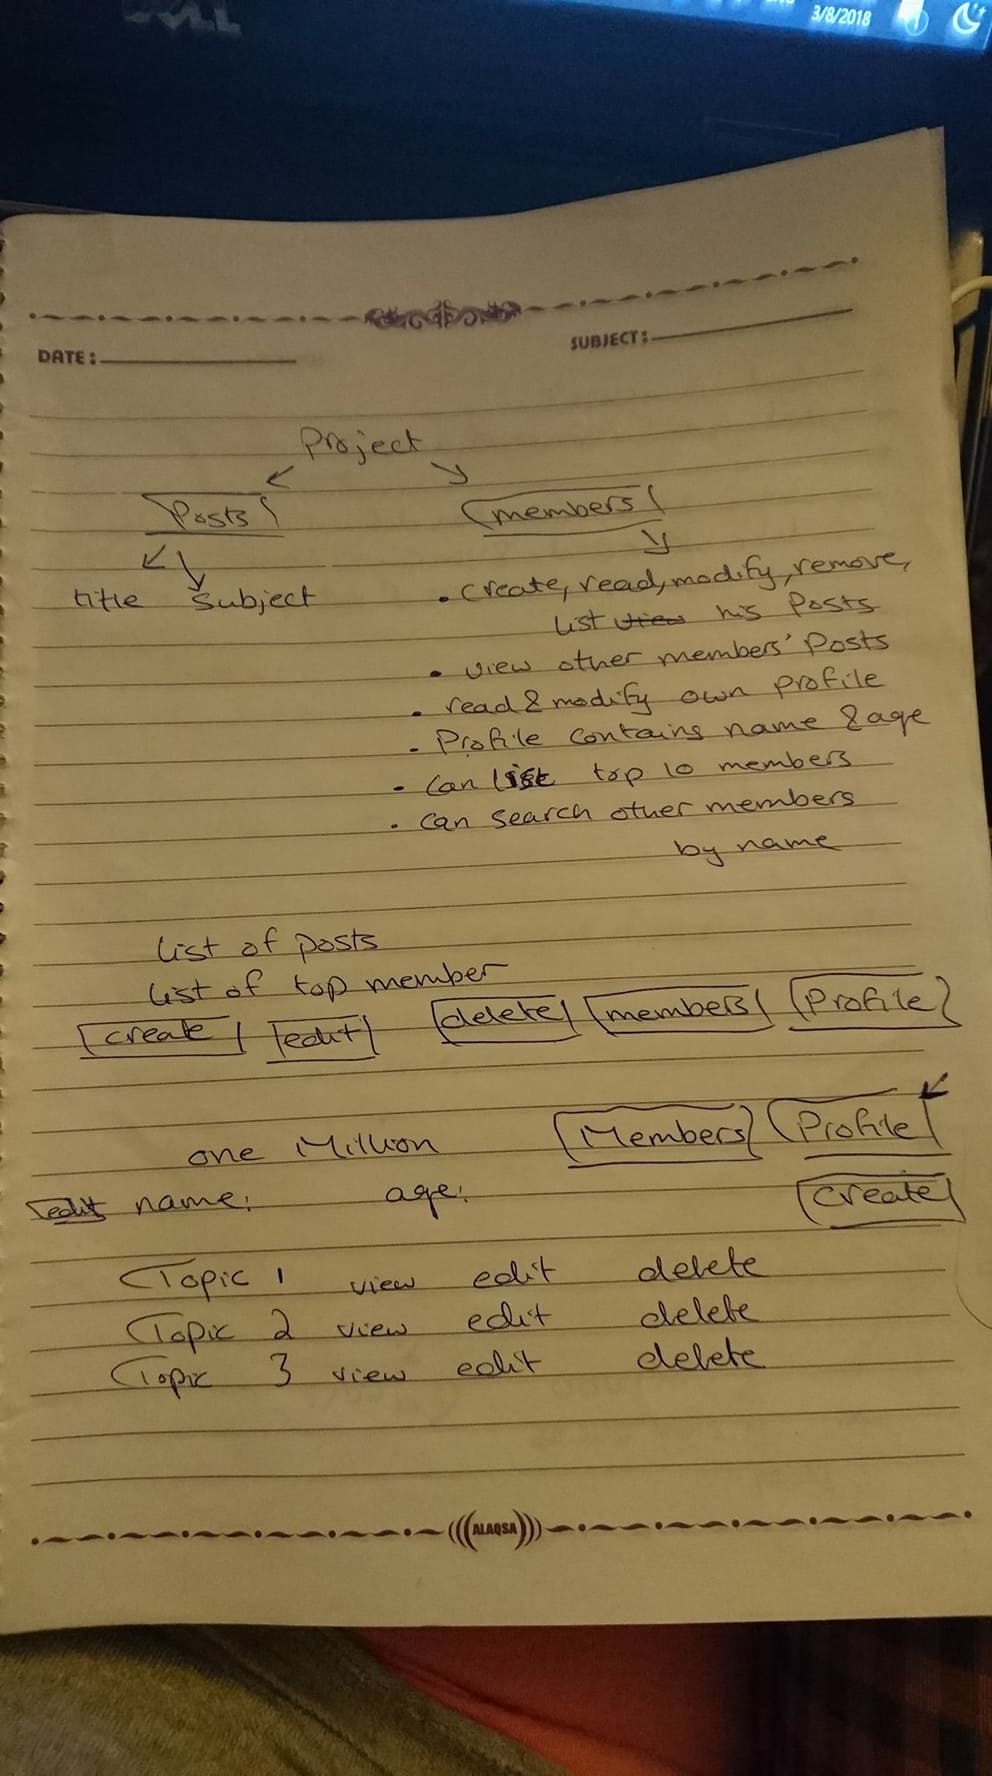 3/8/2018
DELL
DATE:
SUBJECT:
Project
Posts members
title subject
• create, read, modify, remove,
list view his posts
• view other members' posts
• read & modify own profile
• Profile contains name & age
• can list top 10 members
• can search other members
by name
list of posts
list of top member
create edit delete members Profile
one Million Members Profile
edit name: age: create
Topic 1 view edit delete
Topic 2 view edit delete
Topic 3 view edit delete
ALAQSA